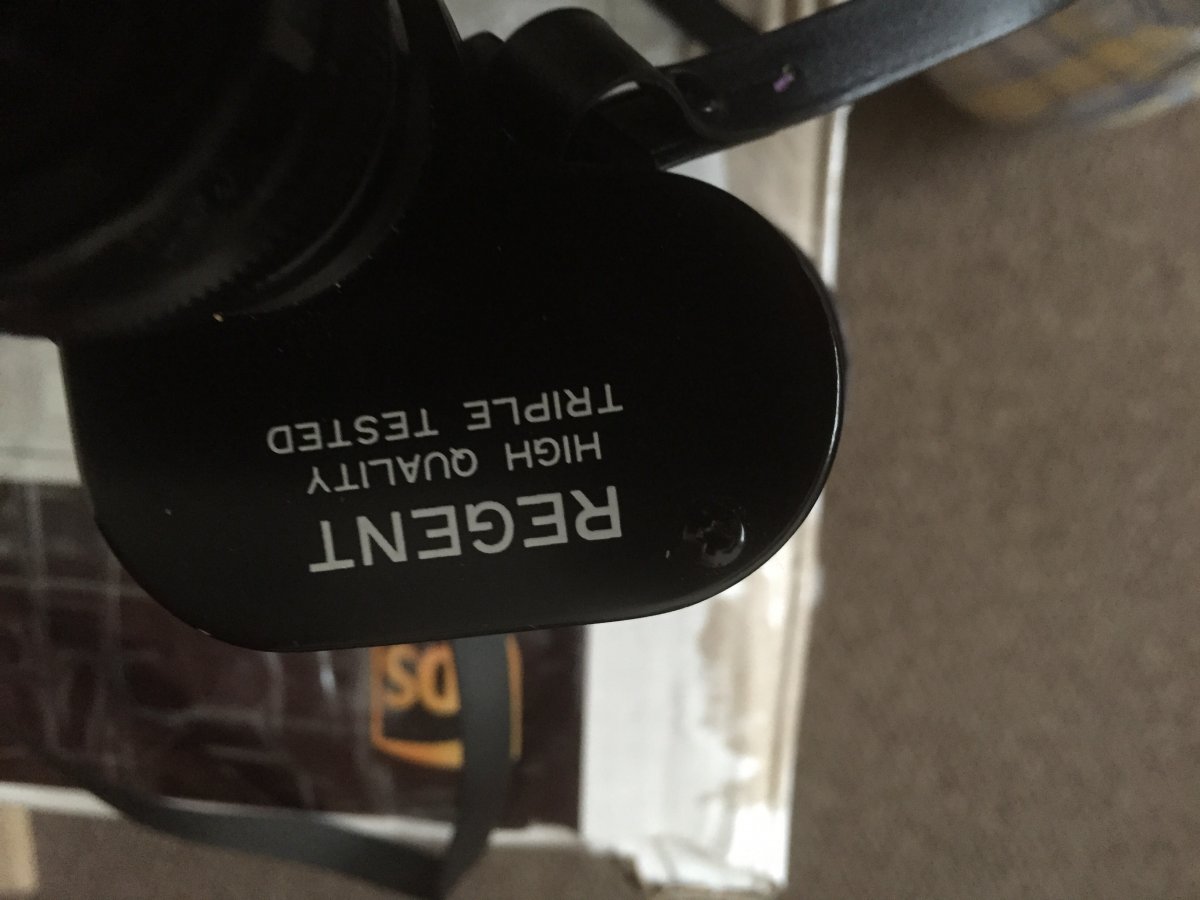 REGENT
HIGH QUALITY
TRIPLE TESTED